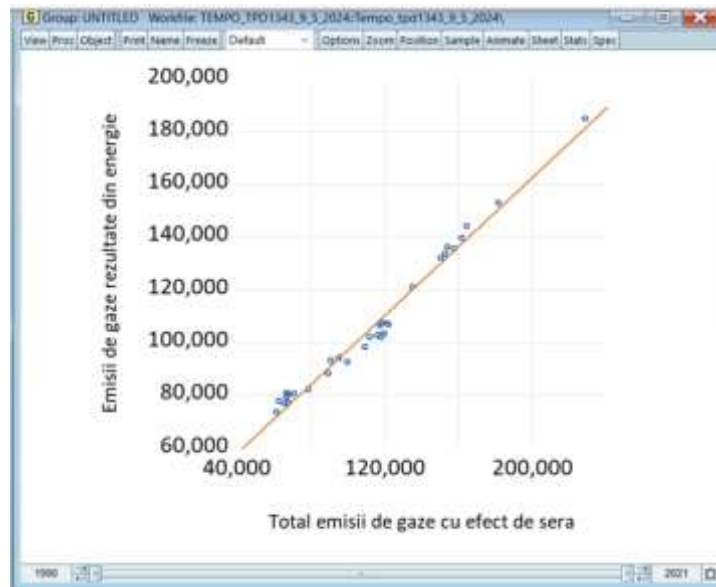 Group: UNTITLED Workfile: TEMPO_TPD1343_9_5_2024::Tempo_tpd1343_9_5_2024\
View Proc Object Print Name Freeze Default Options Zoom Position Sample Animate Sheet Stats Spec
200,000
180,000
160,000
140,000
120,000
100,000
80,000
60,000
Emisii de gaze rezultate din energie
40,000 120,000 200,000
Total emisii de gaze cu efect de sera
1990 2021